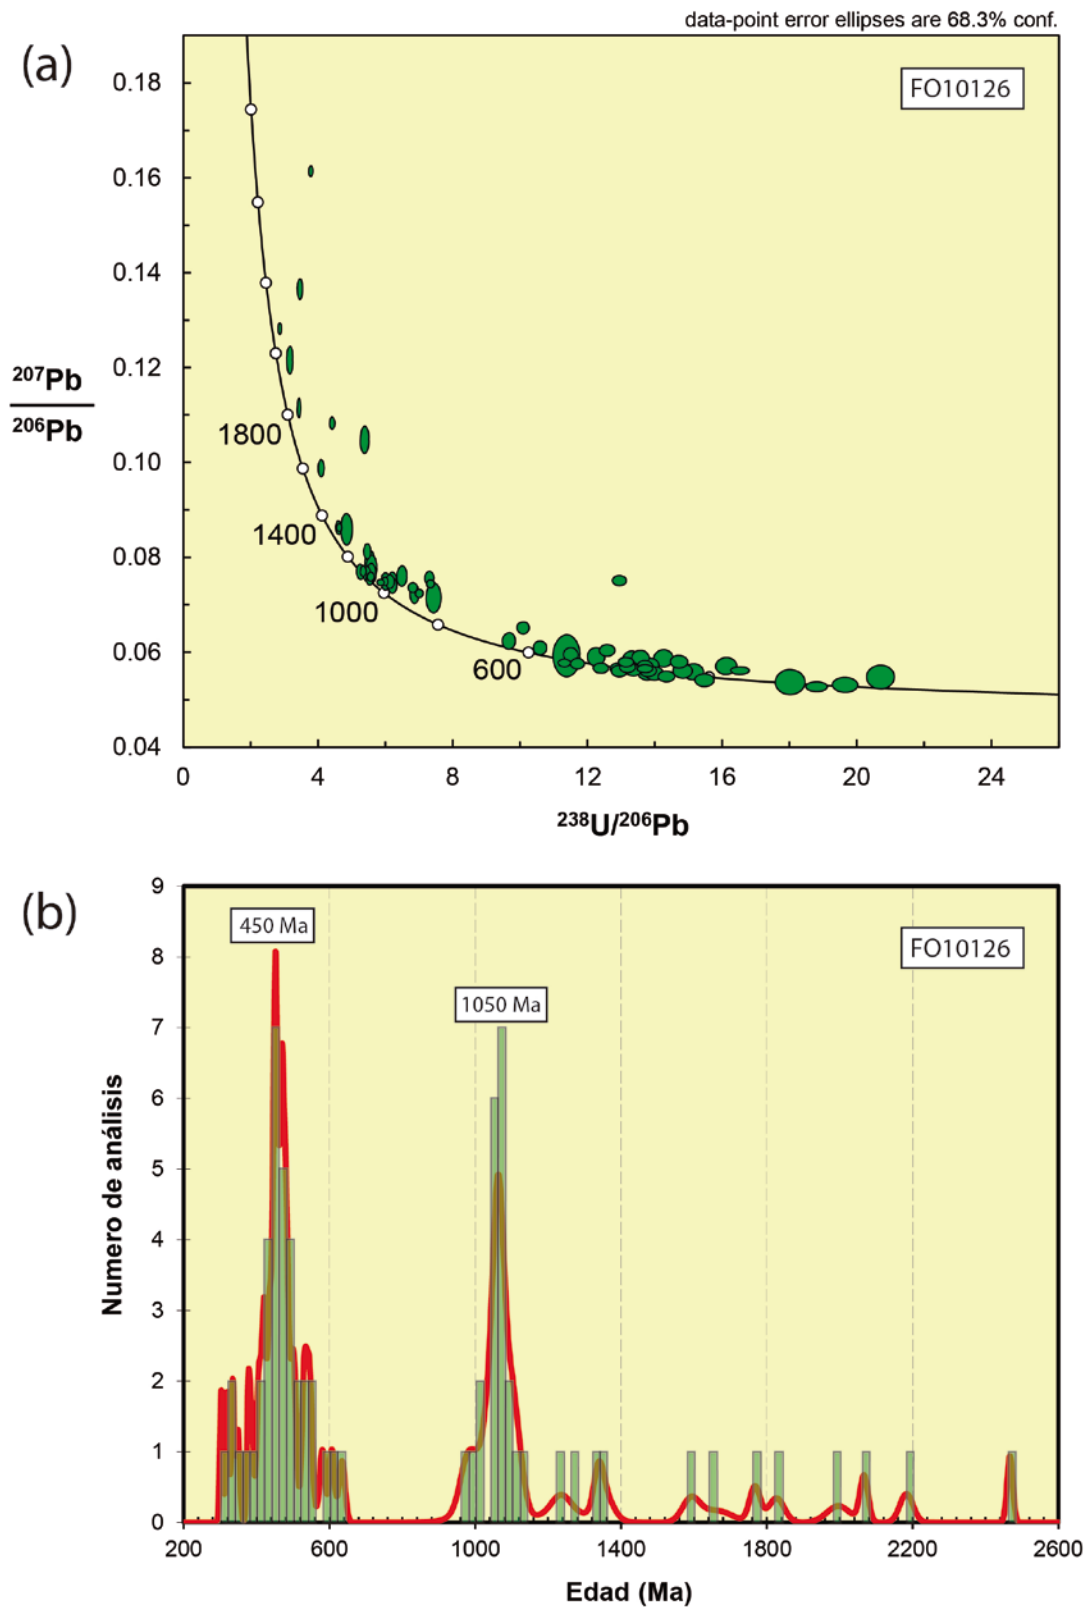 data-point error ellipses are 68.3% conf.
(a)
FO10126
0.18
0.16
0.14
0.12
0.10
0.08
0.06
0.04
207Pb
206Pb
1800
1400
1000
600
0 4 8 12 16 20 24
238U/206Pb
(b)
450 Ma
FO10126
1050 Ma
9
8
7
6
5
4
3
2
1
0
Numero de análisis
200 600 1000 1400 1800 2200 2600
Edad (Ma)